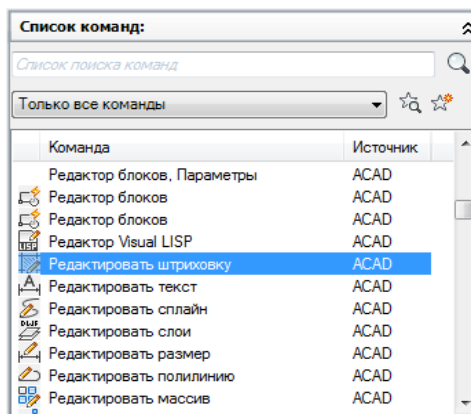 Список команд:
Список поиска команд
Только все команды
Команда Источник
Редактор блоков, Параметры ACAD
Редактор блоков ACAD
Редактор блоков ACAD
Редактор Visual LISP ACAD
Редактировать штриховку ACAD
Редактировать текст ACAD
Редактировать сплайн ACAD
Редактировать слои ACAD
Редактировать размер ACAD
Редактировать полилинию ACAD
Редактировать массив ACAD